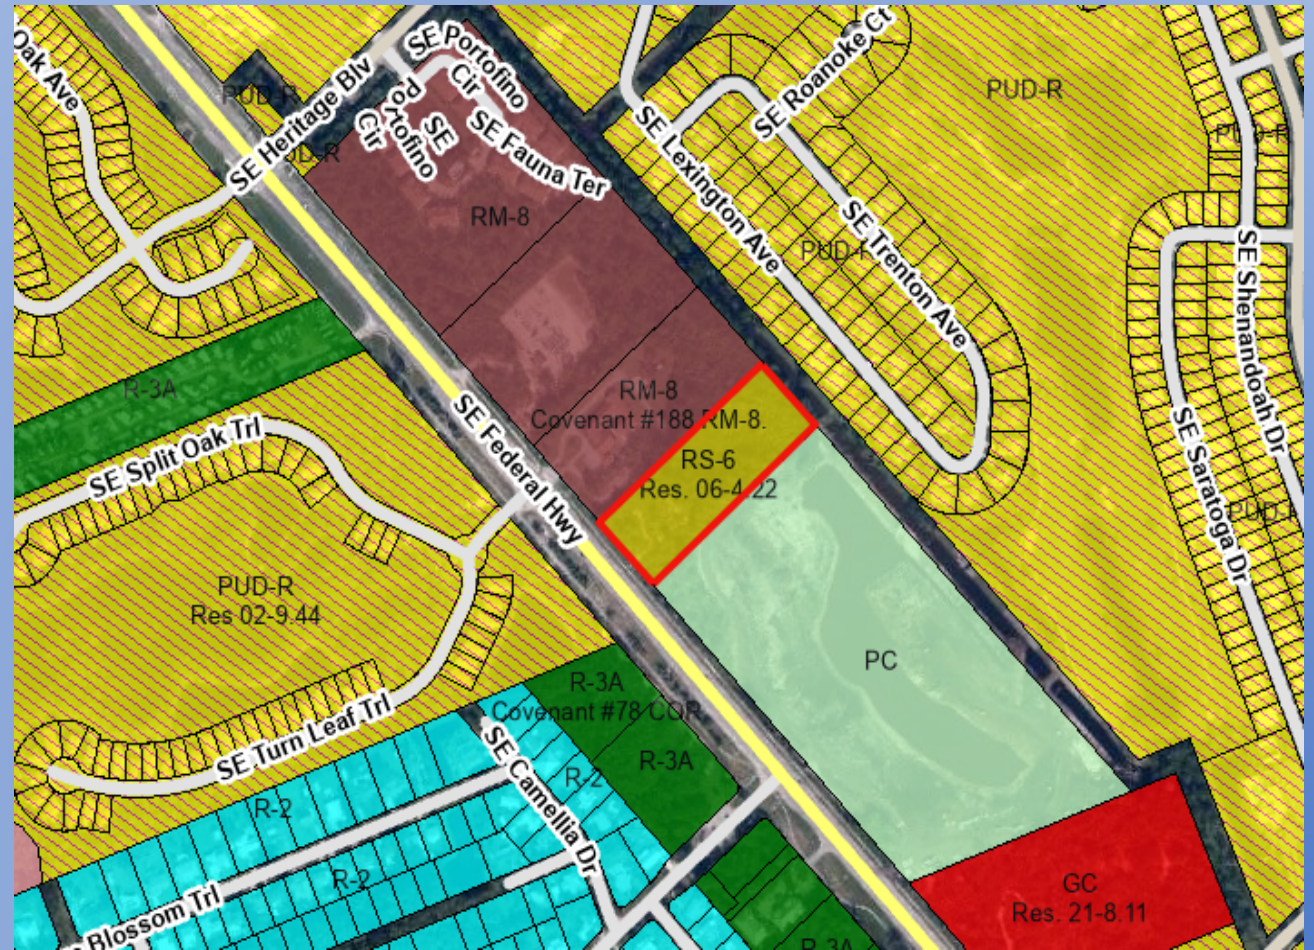 Oak Ave
PUD-R
SE Heritage Blv
SE Portofino
Cir
SE
Portofino
Cir
SE Fauna Ter
RM-8
SE Roanoke Ct
SE Lexington Ave
SE Trenton Ave
PUD-R
PUD-R
SE Shenandoah Dr
SE Saratoga Dr
R-3A
SE Split Oak Trl
SE Federal Hwy
RM-8
Covenant #188 RM-8.
RS-6
Res. 06-4.22
PUD-R
Res 02-9.44
PC
R-3A
Covenant #78 COR
R-3A
SE Turn Leaf Trl
R-2
R-2
SE Camellia Dr
R-2
Blossom Trl
GC
Res. 21-8.11
R-3A